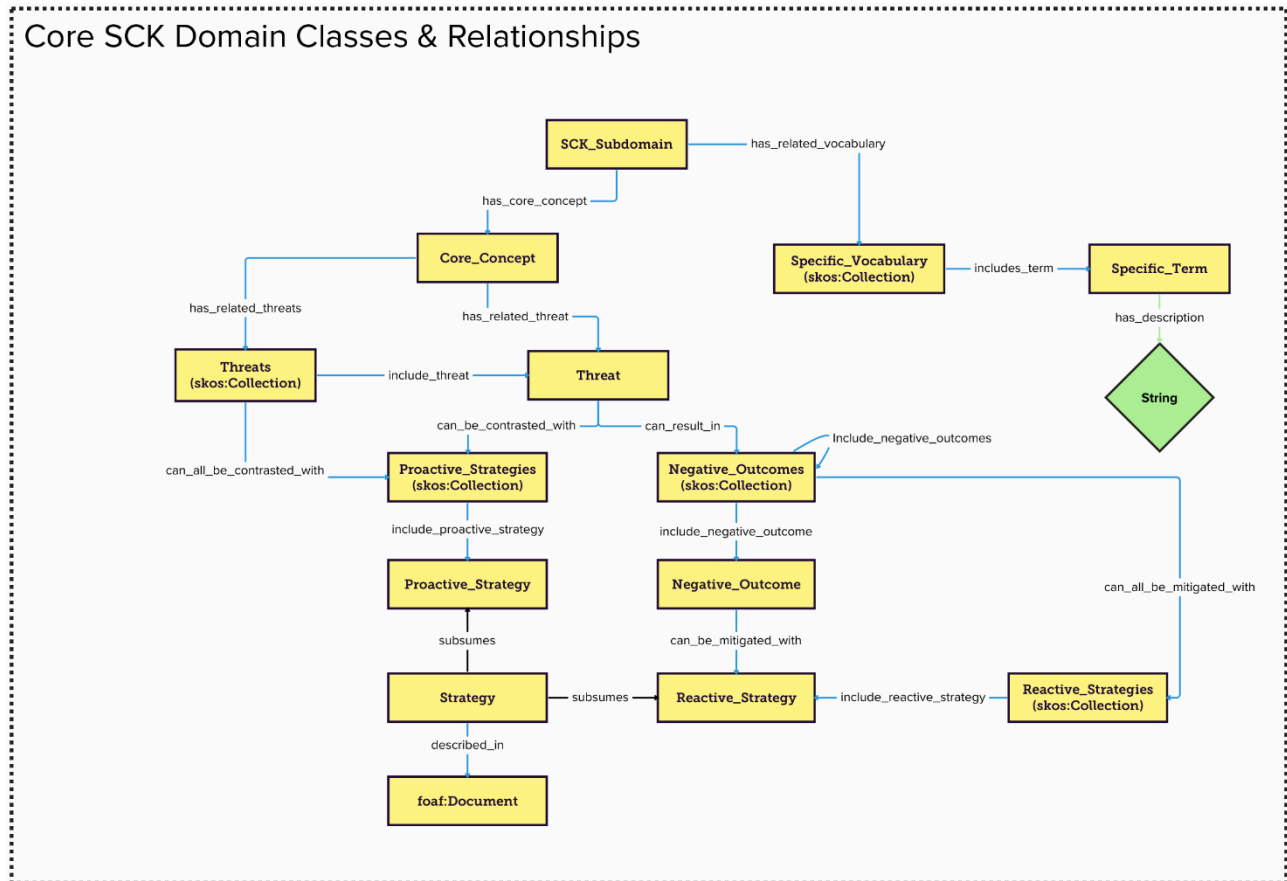 Core SCK Domain Classes & Relationships
SCK_Subdomain
has_related_vocabulary
has_core_concept
Core_Concept
Specific_Vocabulary
(skos:Collection)
includes_term
Specific_Term
has_related_threats
has_related_threat
has_description
Threats
(skos:Collection)
include_threat
Threat
String
can_be_contrasted_with
can_result_in
Include_negative_outcomes
can_all_be_contrasted_with
Proactive_Strategies
(skos:Collection)
Negative_Outcomes
(skos:Collection)
include_proactive_strategy
include_negative_outcome
Proactive_Strategy
Negative_Outcome
can_all_be_mitigated_with
subsumes
can_be_mitigated_with
Strategy
subsumes
Reactive_Strategy
include_reactive_strategy
Reactive_Strategies
(skos:Collection)
described_in
foaf:Document